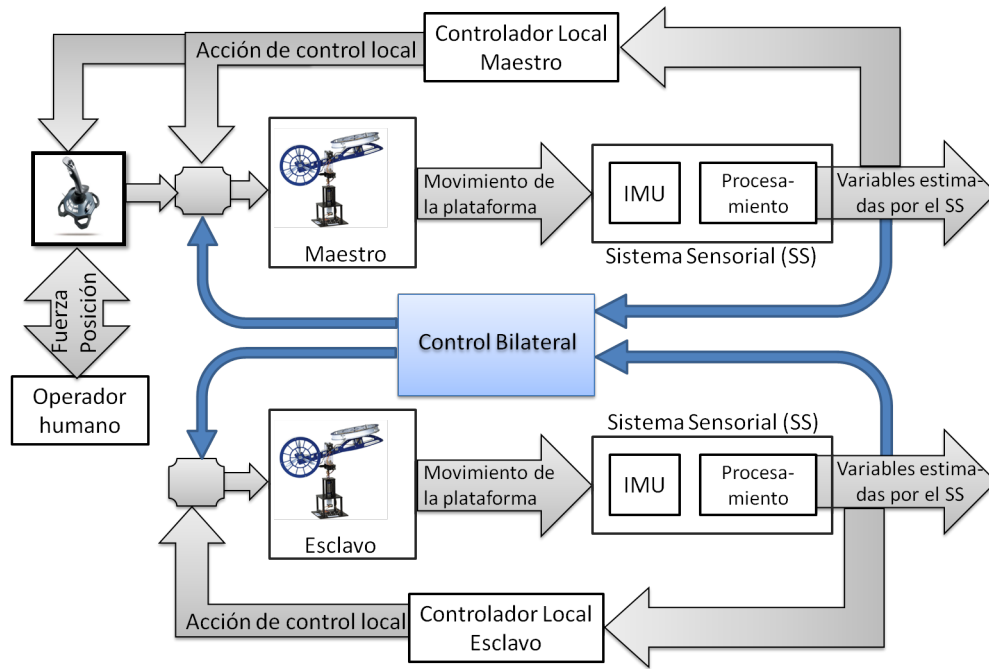 Controlador Local
Maestro
Acción de control local
Maestro
Movimiento de
la plataforma
IMU
Procesa-
miento
Sistema Sensorial (SS)
Variables estima-
das por el SS
Fuerza
Posición
Operador
humano
Control Bilateral
Esclavo
Movimiento de
la plataforma
Sistema Sensorial (SS)
IMU
Procesa-
miento
Variables estima-
das por el SS
Acción de control local
Controlador Local
Esclavo